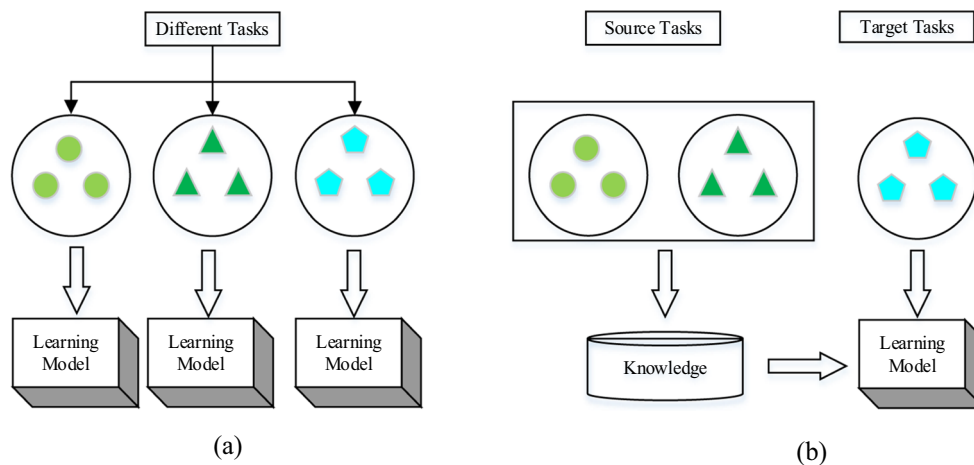 Different Tasks
Source Tasks
Target Tasks
Learning
Model
Learning
Model
Learning
Model
Knowledge
Learning
Model
(a)
(b)